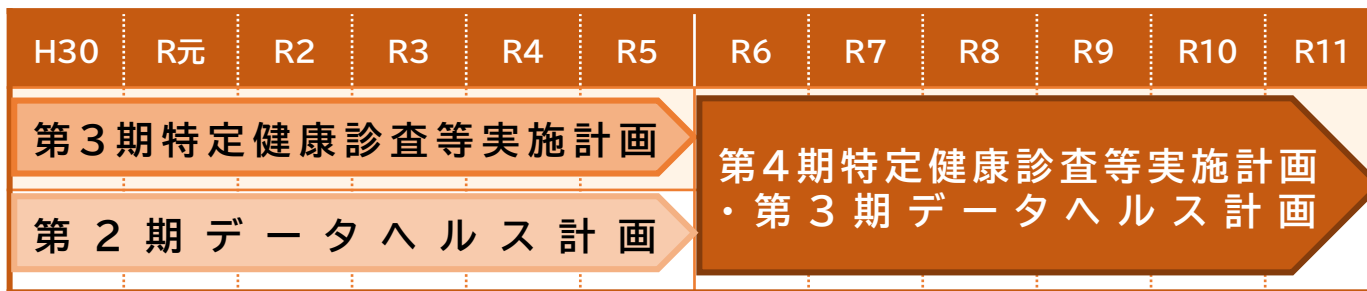 H30 R元 R2 R3 R4 R5 R6 R7 R8 R9 R10 R11
第3期特定健康診査等実施計画
第2期データヘルス計画
第4期特定健康診査等実施計画
・第3期データヘルス計画